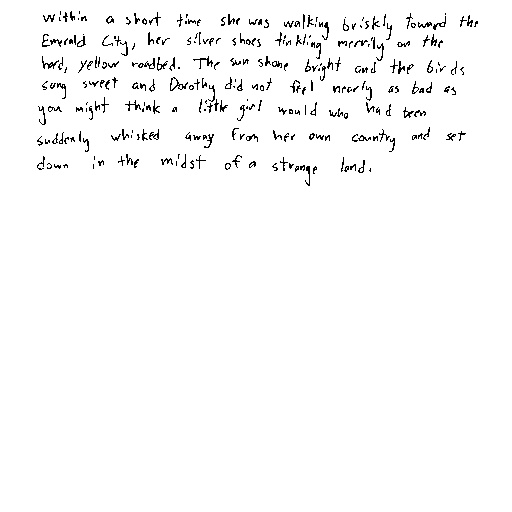 Within a short time she was walking briskly toward the
Emerald City, her silver shoes tinkling merrily on the
hard, yellow roadbed. The sun shone bright and the birds
sang sweet and Dorothy did not feel nearly as bad as
you might think a little girl would who had been
suddenly whisked away from her own country and set
down in the midst of a strange land.